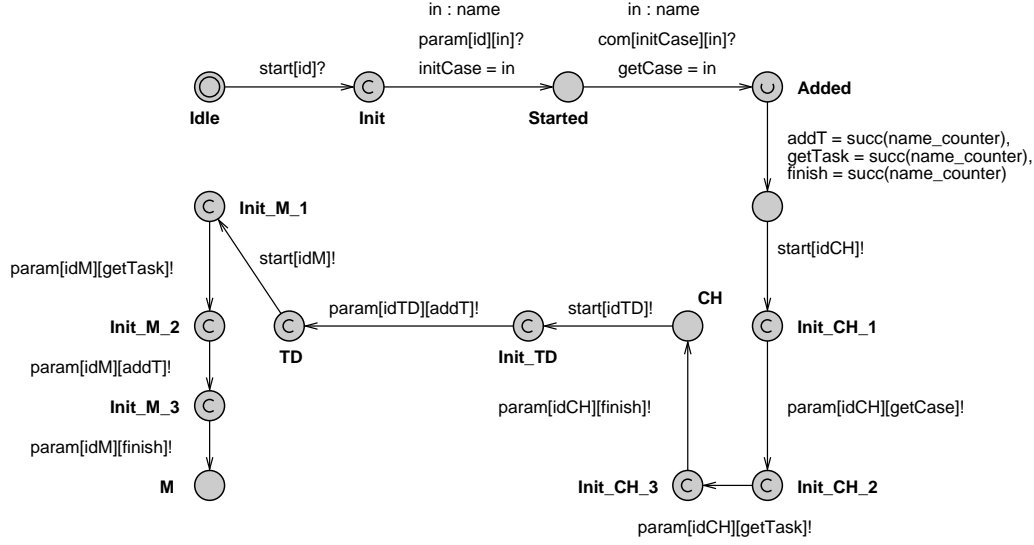 in : name
in : name
param[id][in]?
com[initCase][in]?
start[id]?
initCase = in
getCase = in
Idle
Init
Started
Added
addT = succ(name_counter),
getTask = succ(name_counter),
finish = succ(name_counter)
Init_M_1
start[idCH]!
start[idM]!
param[idM][getTask]!
CH
param[idTD][addT]!
start[idTD]!
Init_M_2
TD
Init_TD
Init_CH_1
param[idM][addT]!
Init_M_3
param[idCH][finish]!
param[idCH][getCase]!
param[idM][finish]!
M
Init_CH_3
Init_CH_2
param[idCH][getTask]!
C
C
C
C
C
C
C
C
C